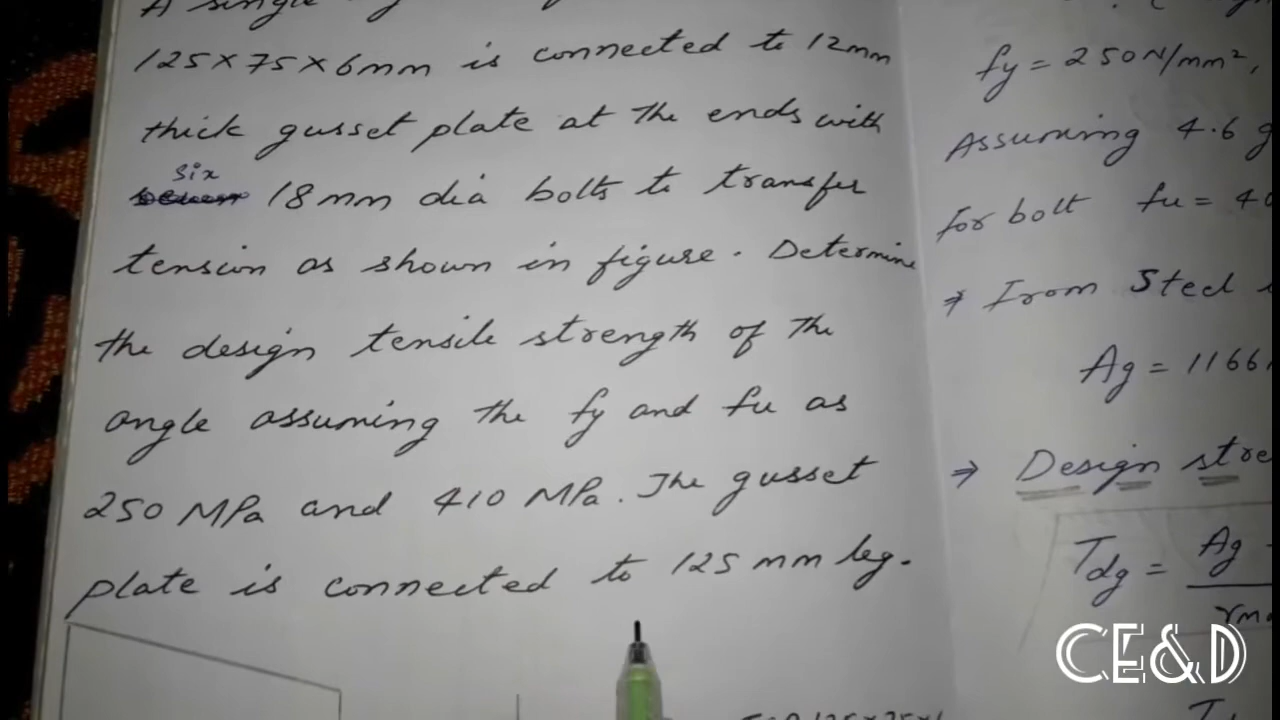 A single
125×75×6mm is connected to 12mm
thick gusset plate at the ends with
six
18mm dia bolts to transfer
tension as shown in figure. Determine
the design tensile strength of the
angle assuming the fy and fu as
250 MPa and 410 MPa. The gusset
plate is connected to 125 mm leg.
fy = 250N/mm²,
Assuming 4.6 g
for bolt fu = 40
⇒ From Steel
Ag = 1166
⇒ Design stre
Tdg = Ag
CE&D